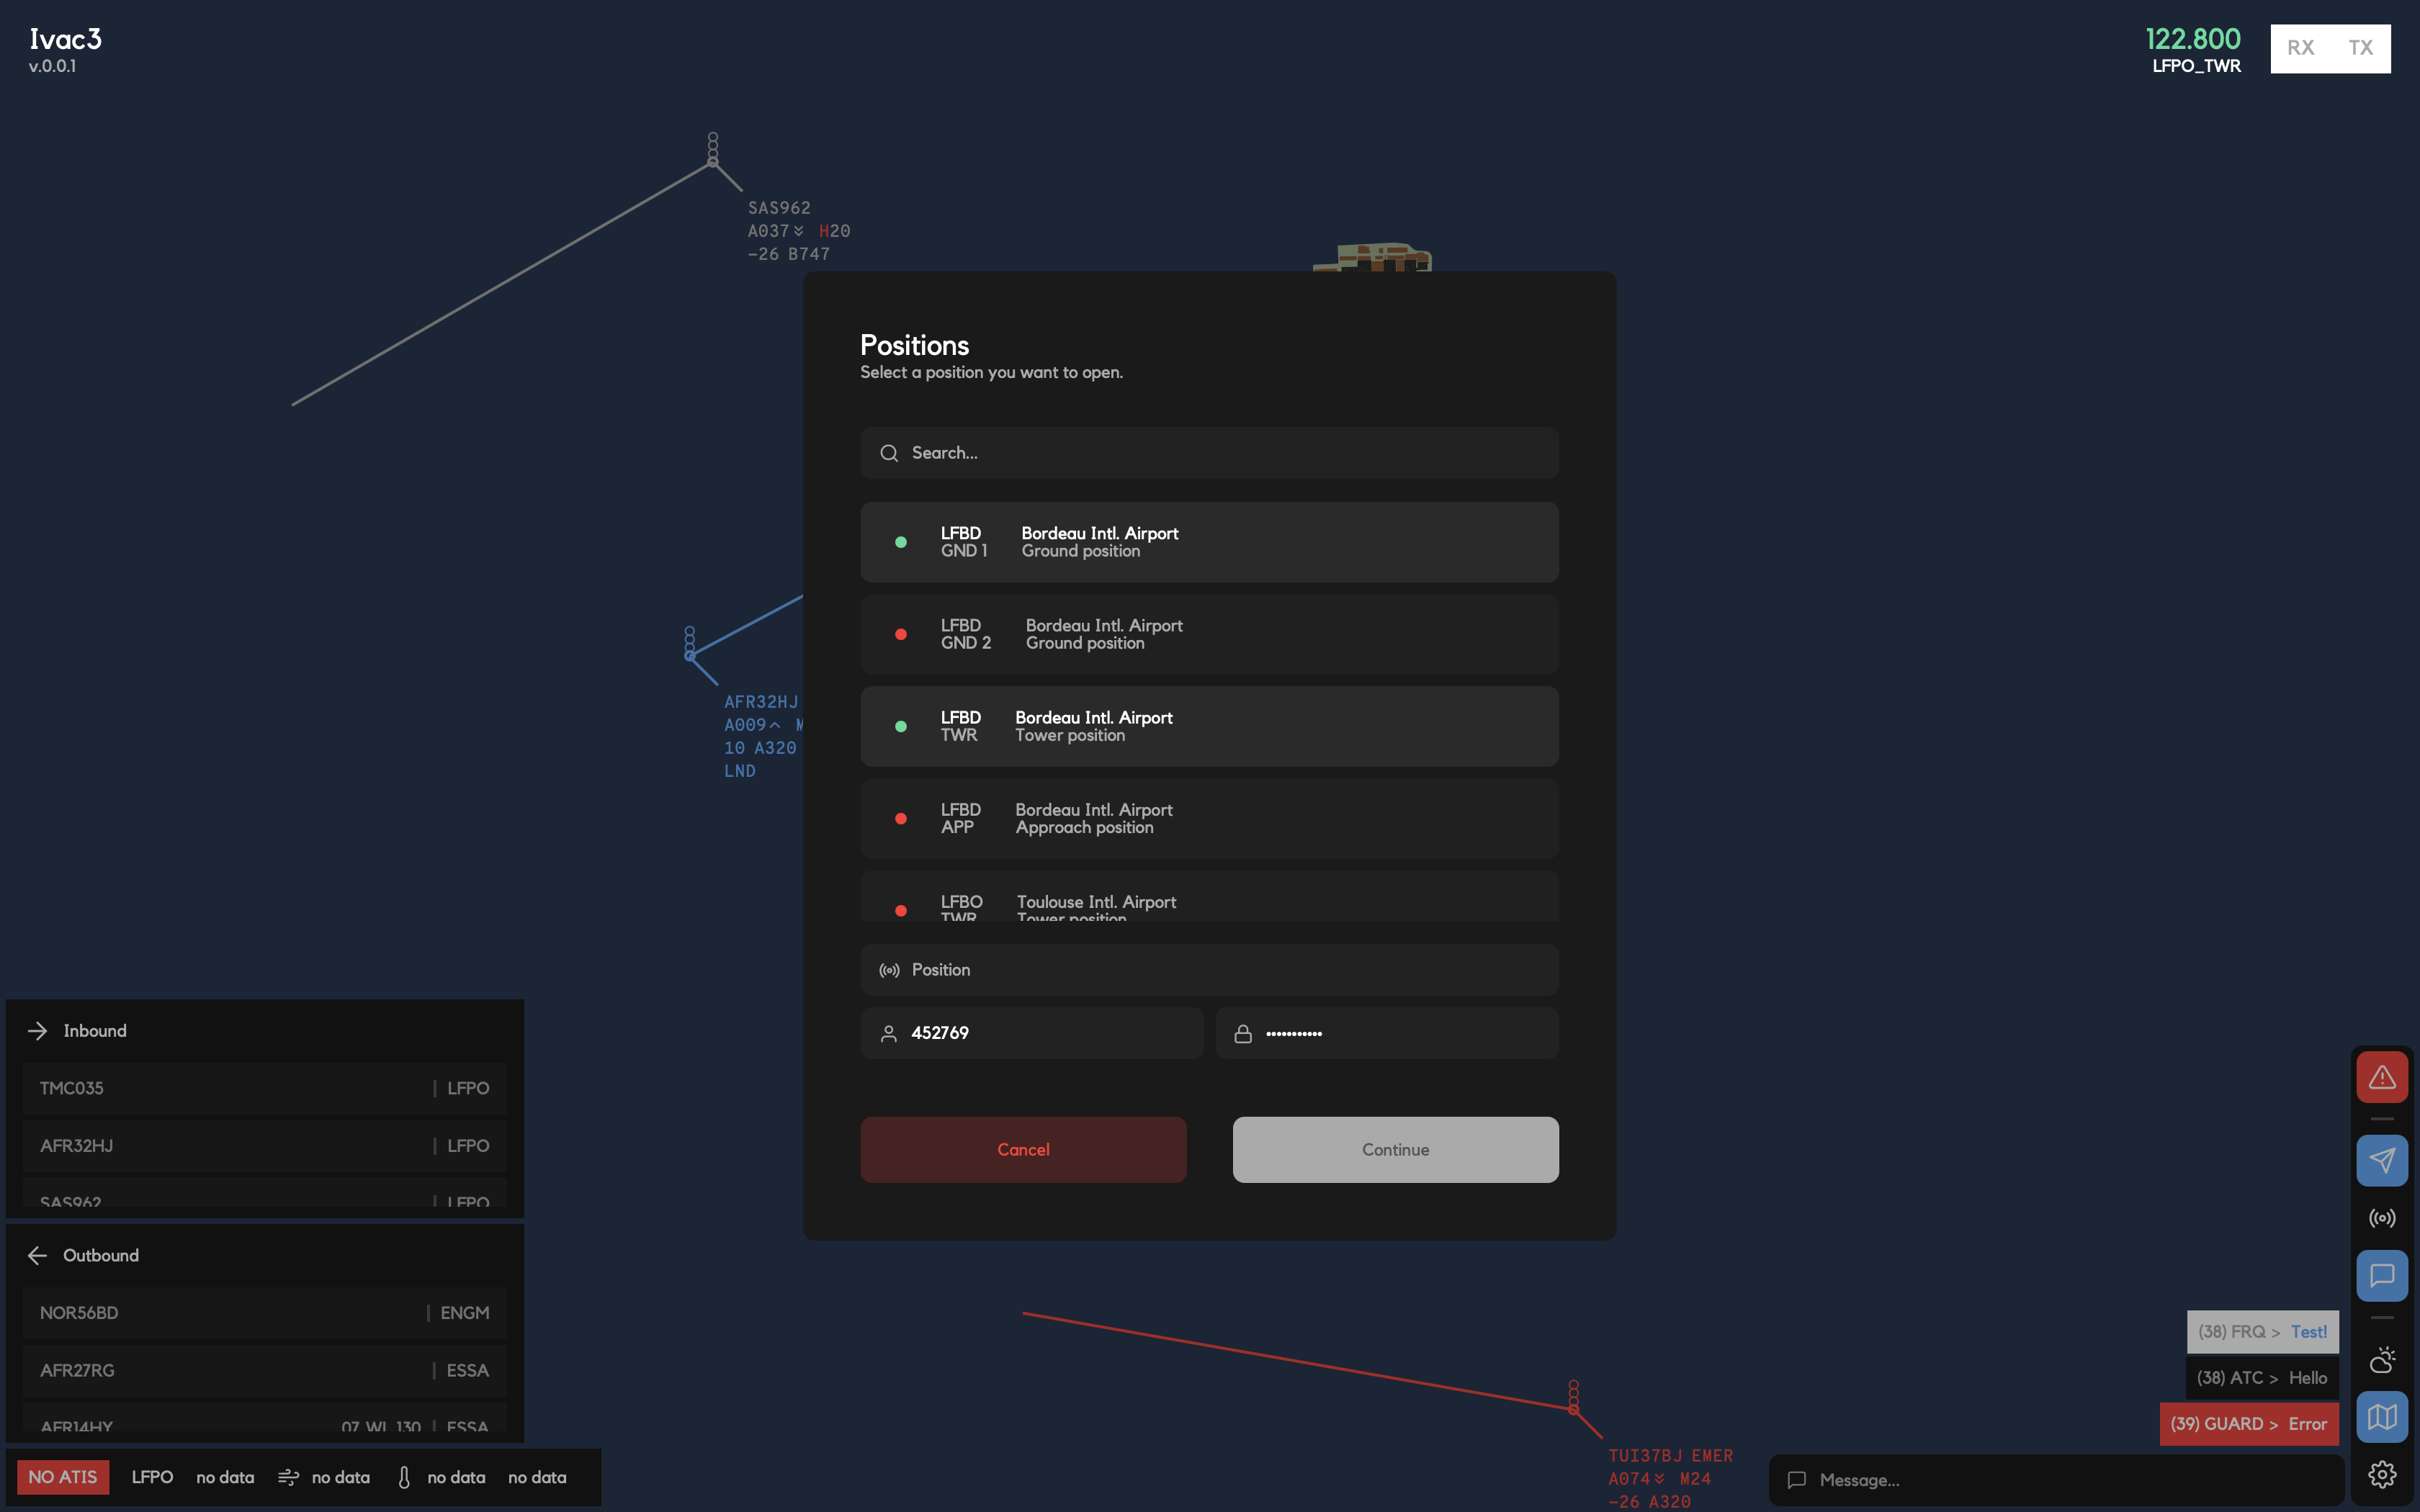 Ivac3
v.0.0.1
122.800
LFPO_TWR
RX TX
SAS962
A037 H20
-26 B747
Positions
Select a position you want to open.
Search...
LFBD Bordeau Intl. Airport
GND 1 Ground position
LFBD Bordeau Intl. Airport
GND 2 Ground position
LFBD Bordeau Intl. Airport
TWR Tower position
LFBD Bordeau Intl. Airport
APP Approach position
LFBO Toulouse Intl. Airport
TWR Tower position
Position
452769
Cancel
Continue
AFR32HJ
A009^ M
10 A320
LND
Inbound
TMC035 | LFPO
AFR32HJ | LFPO
SAS962 | LFPO
Outbound
NOR56BD | ENGM
AFR27RG | ESSA
AFR14HY 07 WL 130 | ESSA
NO ATIS LFPO no data no data no data no data
TUI37BJ EMER
A074 M24
-26 A320
(38) FRQ > Test!
(38) ATC > Hello
(39) GUARD > Error
Message...